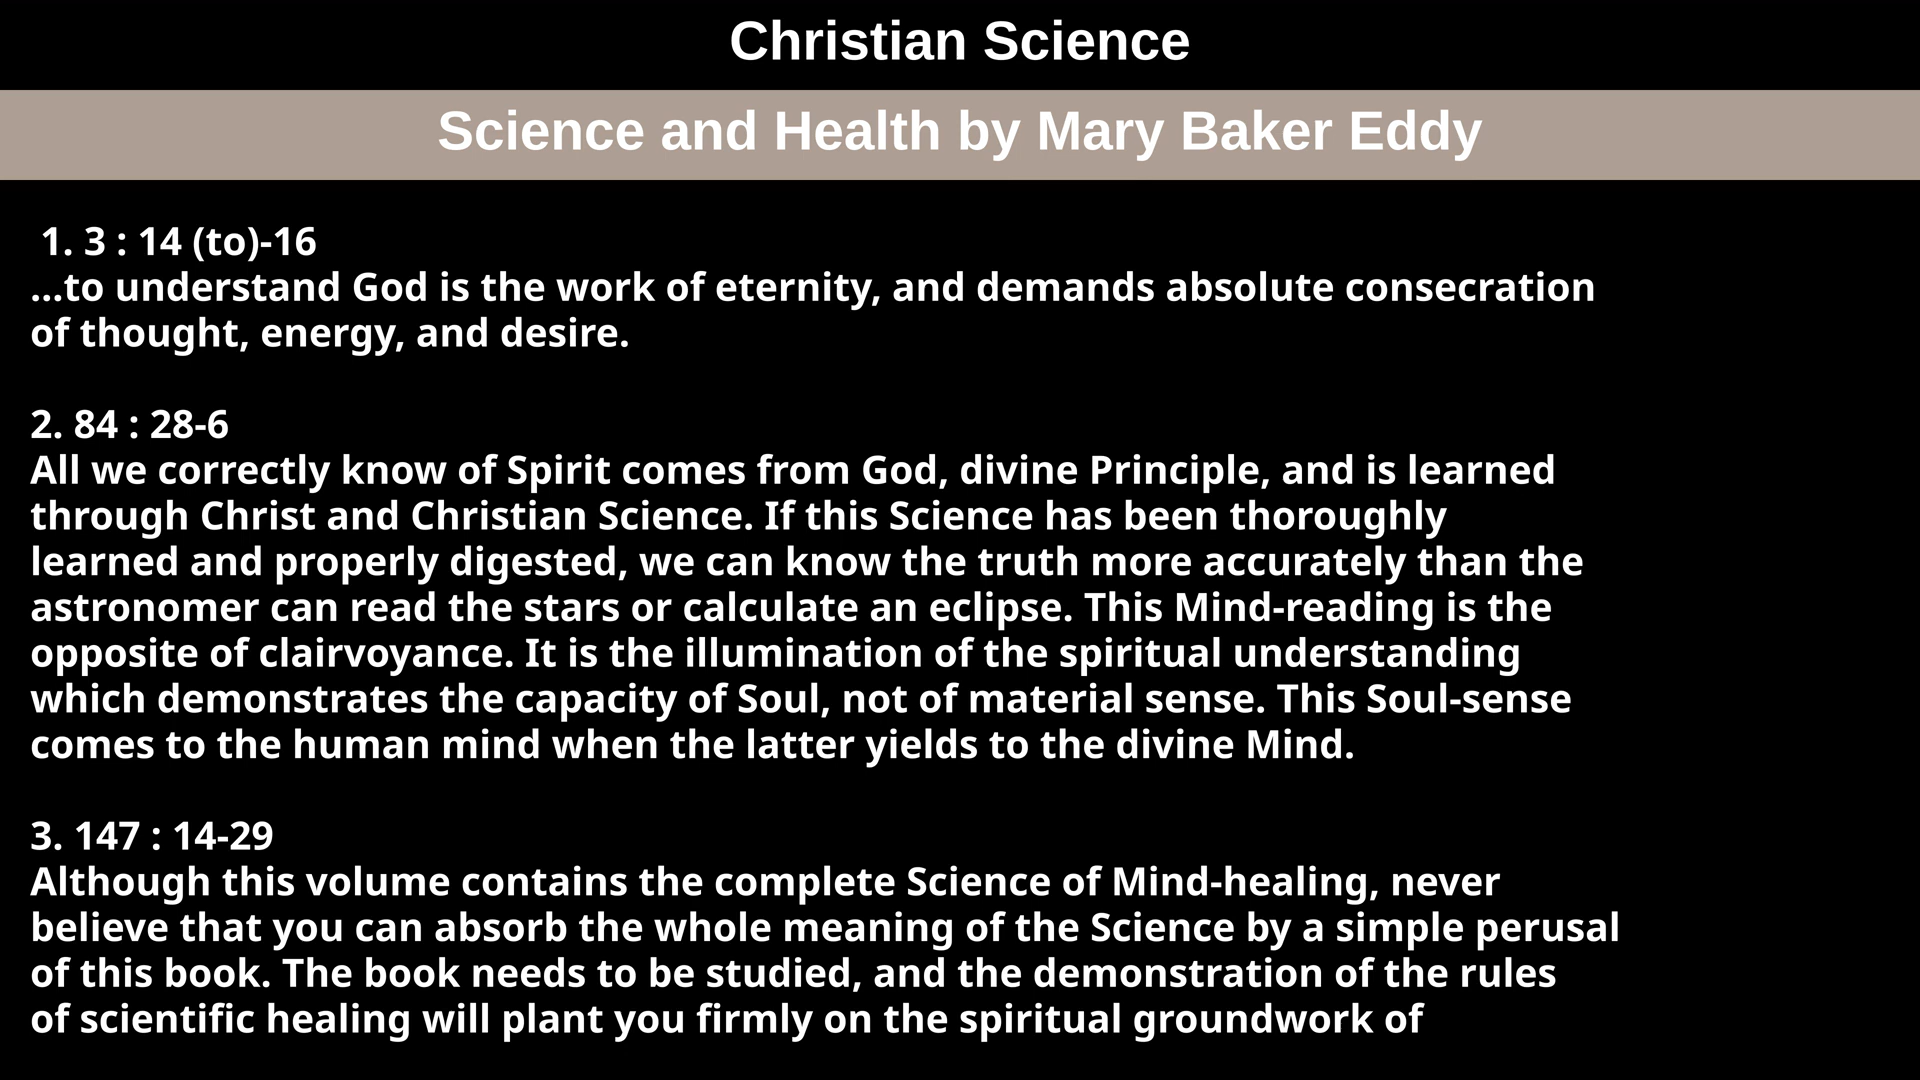 Christian Science
Science and Health by Mary Baker Eddy
1. 3 : 14 (to)-16
...to understand God is the work of eternity, and demands absolute consecration
of thought, energy, and desire.
2. 84 : 28-6
All we correctly know of Spirit comes from God, divine Principle, and is learned
through Christ and Christian Science. If this Science has been thoroughly
learned and properly digested, we can know the truth more accurately than the
astronomer can read the stars or calculate an eclipse. This Mind-reading is the
opposite of clairvoyance. It is the illumination of the spiritual understanding
which demonstrates the capacity of Soul, not of material sense. This Soul-sense
comes to the human mind when the latter yields to the divine Mind.
3. 147 : 14-29
Although this volume contains the complete Science of Mind-healing, never
believe that you can absorb the whole meaning of the Science by a simple perusal
of this book. The book needs to be studied, and the demonstration of the rules
of scientific healing will plant you firmly on the spiritual groundwork of